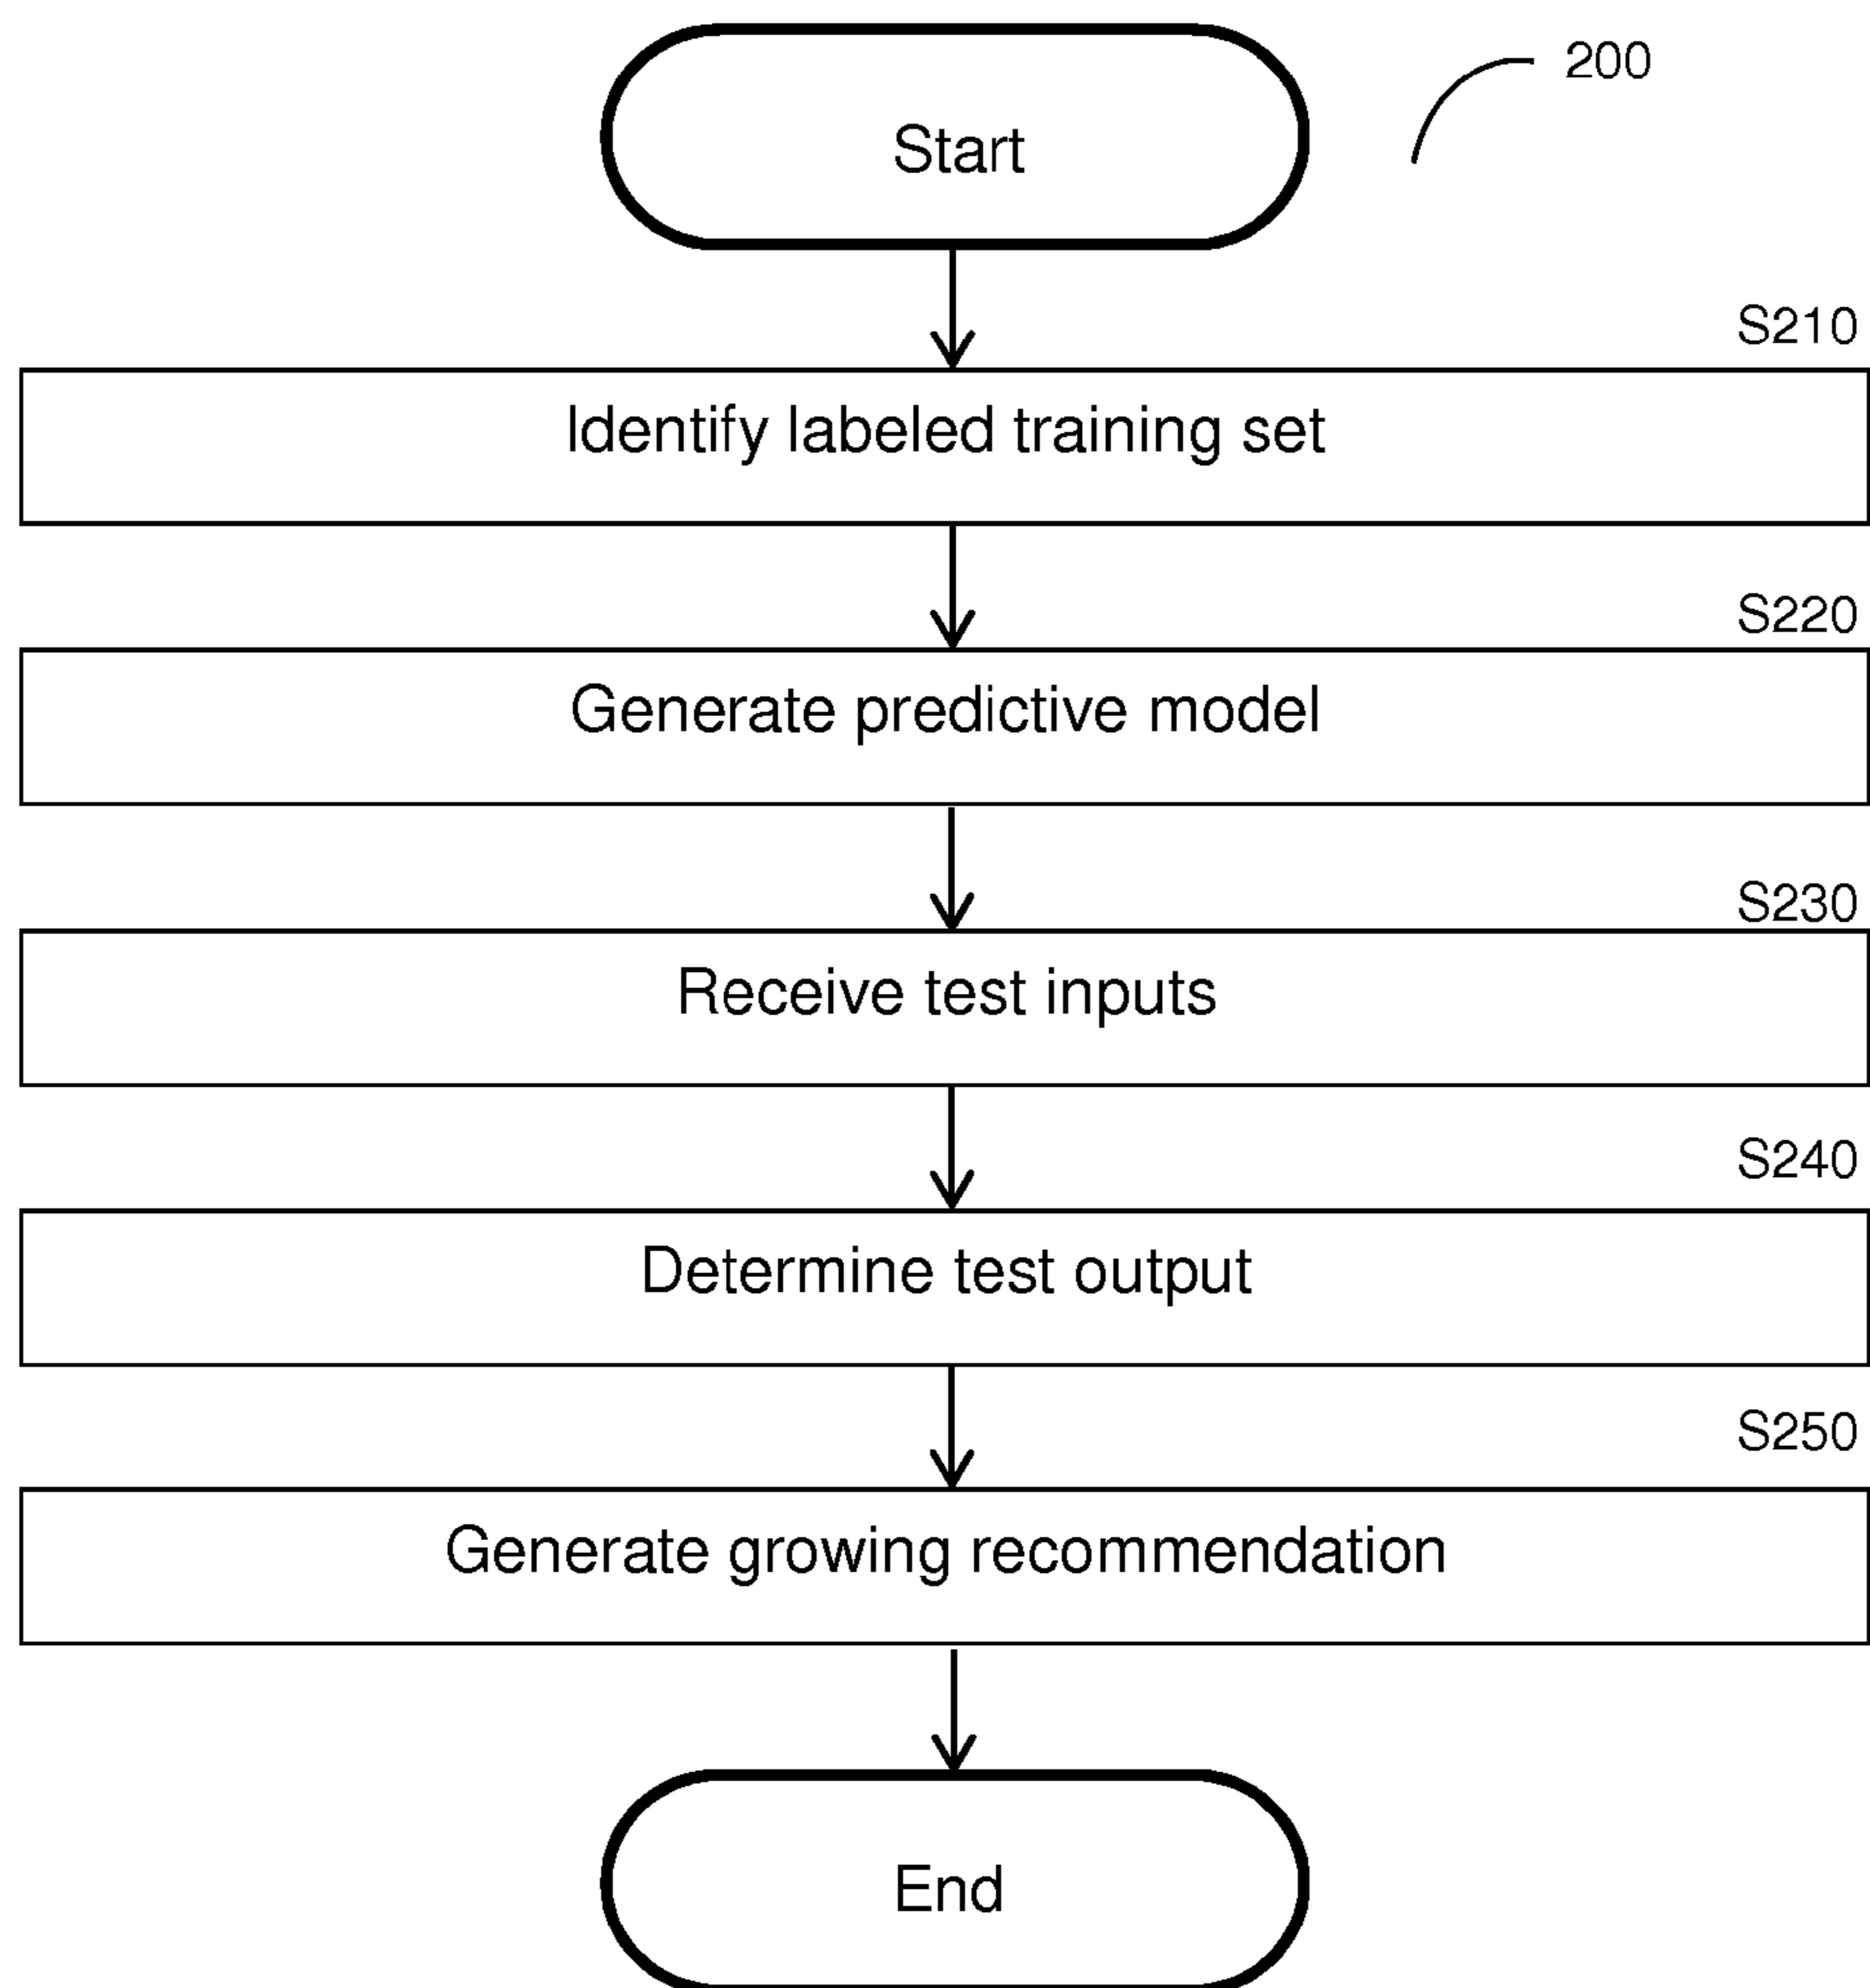 Start
200
S210
Identify labeled training set
S220
Generate predictive model
S230
Receive test inputs
S240
Determine test output
S250
Generate growing recommendation
End